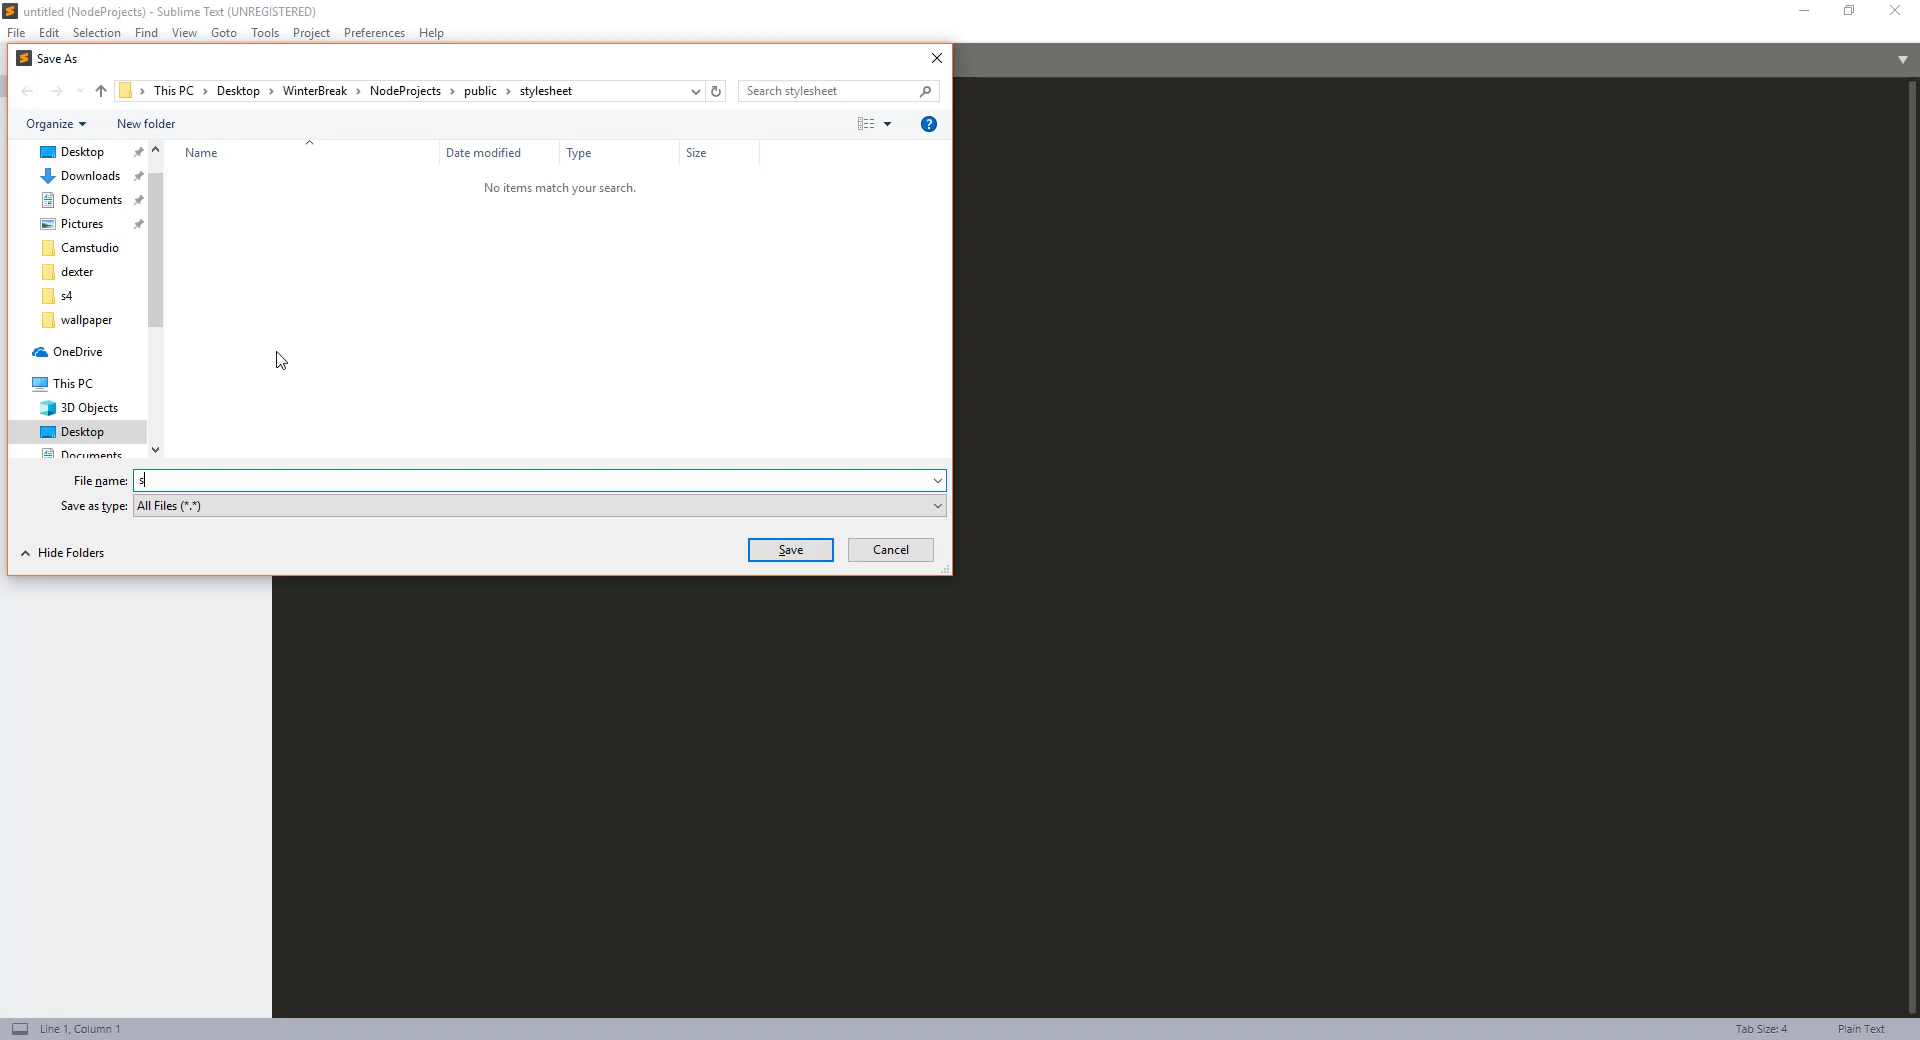 untitled (NodeProjects) - Sublime Text (UNREGISTERED)
File Edit Selection Find View Goto Tools Project Preferences Help
Save As
This PC Desktop WinterBreak NodeProjects public stylesheet
Search stylesheet
Organize New folder
?
Name Date modified Type Size
No items match your search.
Desktop
Downloads
Documents
Pictures
Camstudio
dexter
s4
wallpaper
OneDrive
This PC
3D Objects
Desktop
Documents
File name: s
Save as type: All Files (*.*)
Hide Folders
Save Cancel
Line 1, Column 1
Tab Size: 4 Plain Text